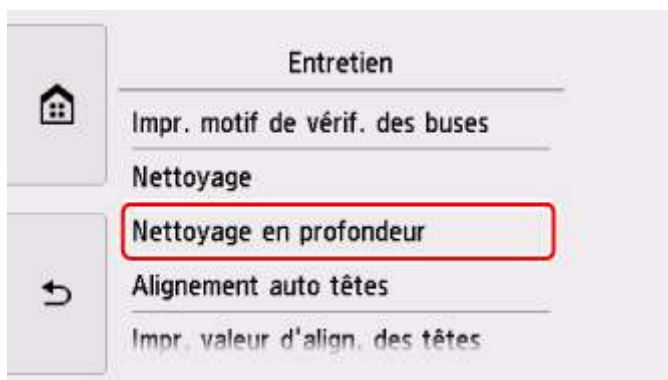 Entretien
Impr. motif de vérif. des buses
Nettoyage
Nettoyage en profondeur
Alignement auto têtes
Impr. valeur d'align. des têtes